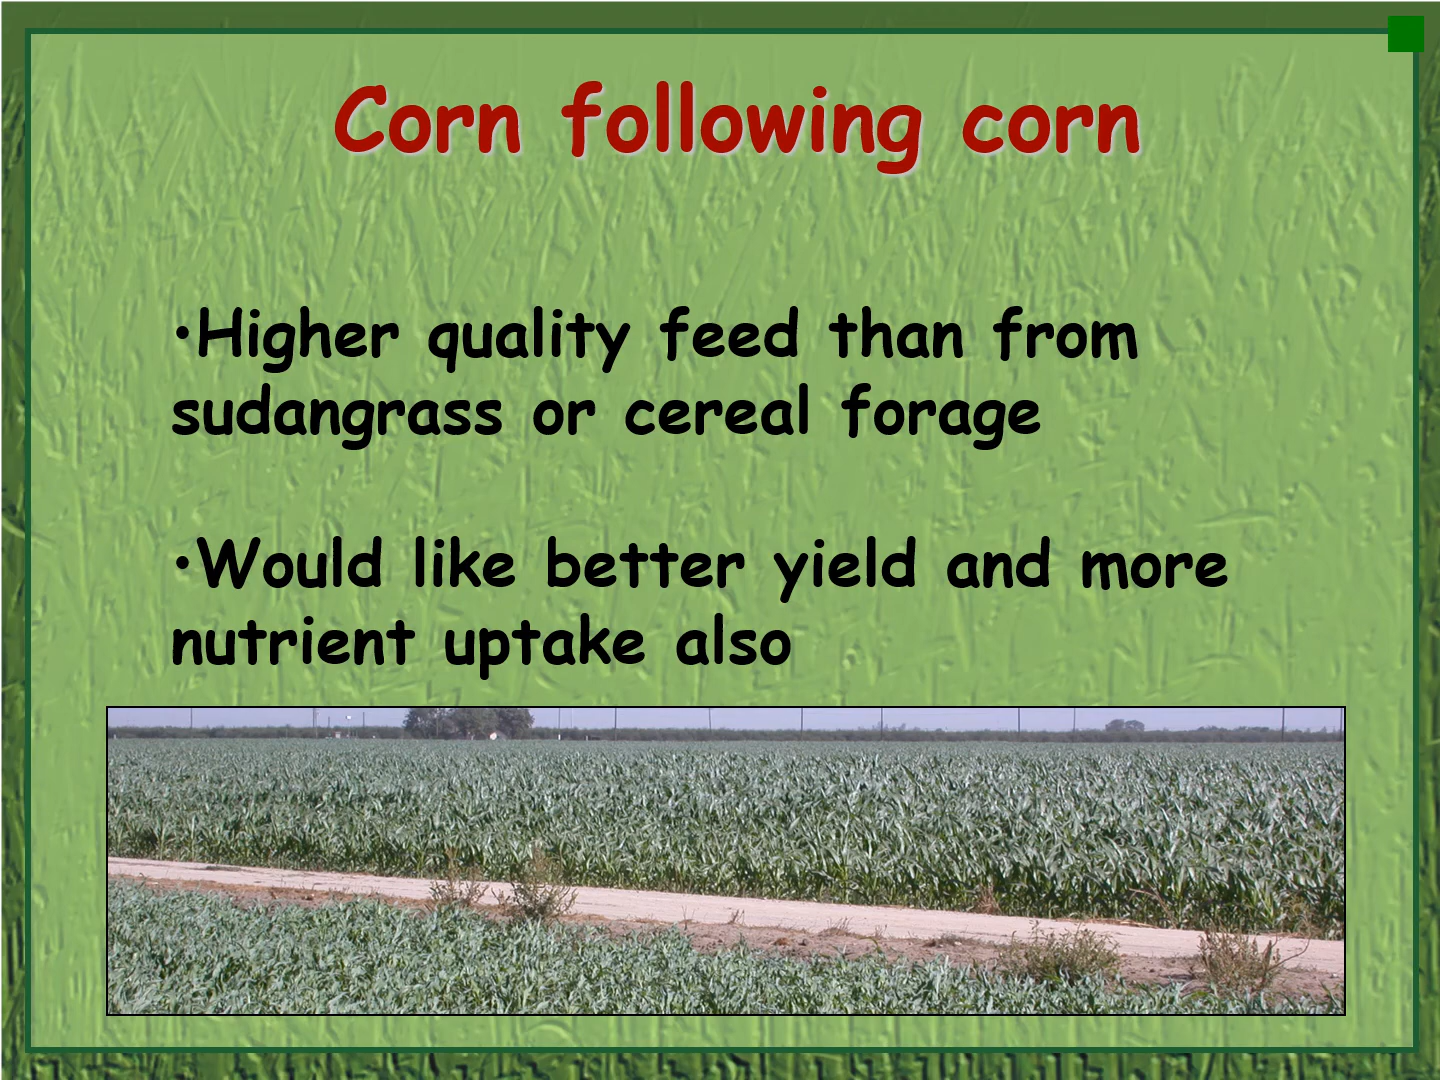 Corn following corn
•Higher quality feed than from
sudangrass or cereal forage
•Would like better yield and more
nutrient uptake also